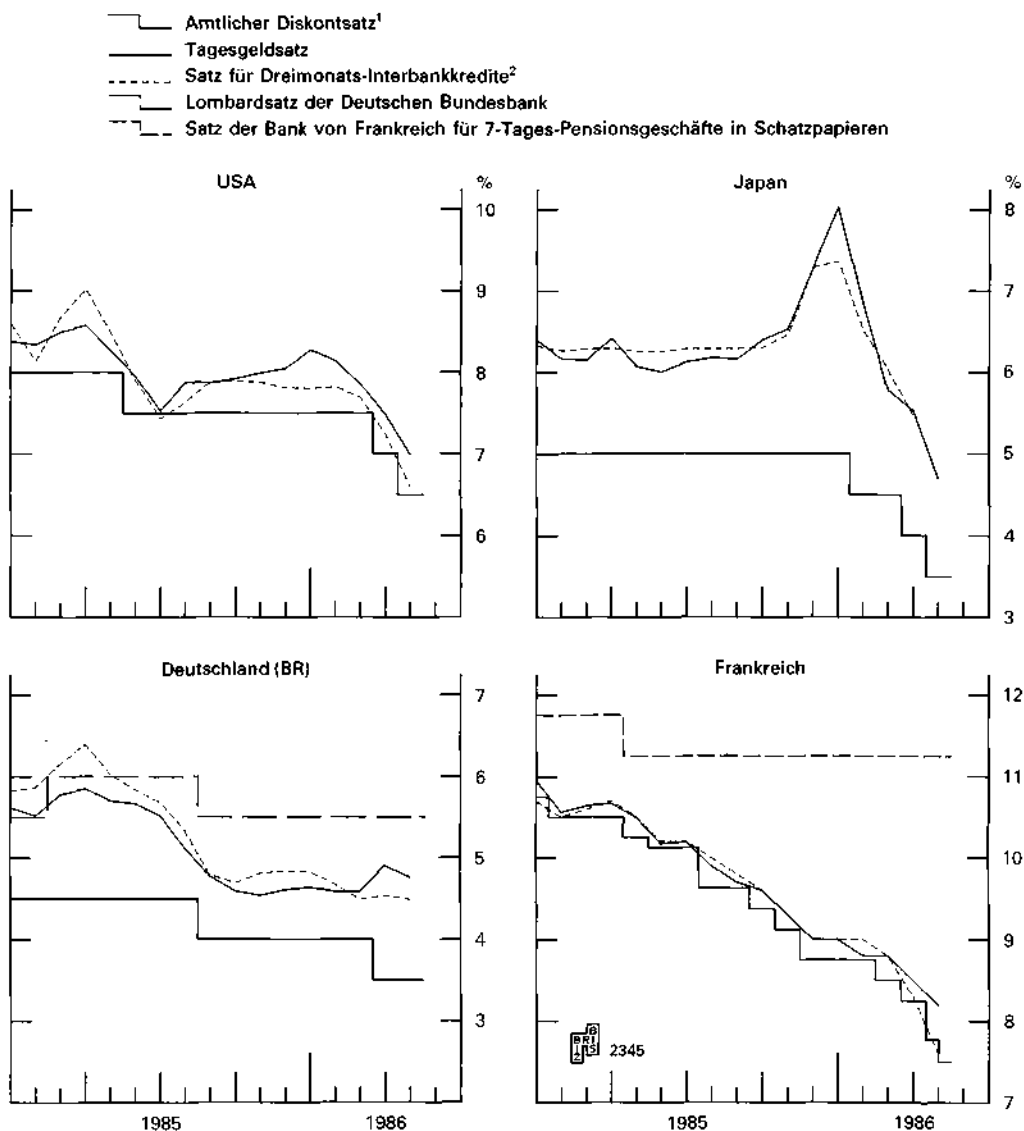 Amtlicher Diskontsatz¹
Tagesgeldsatz
Satz für Dreimonats-Interbankkredite²
Lombardsatz der Deutschen Bundesbank
Satz der Bank von Frankreich für 7-Tages-Pensionsgeschäfte in Schatzpapieren
USA
%
10
9
8
7
6
Japan
%
8
7
6
5
4
3
Deutschland (BR)
7
6
5
4
3
1985
1986
Frankreich
12
11
10
9
8
7
B
BRI
Z S
2345
1985
1986